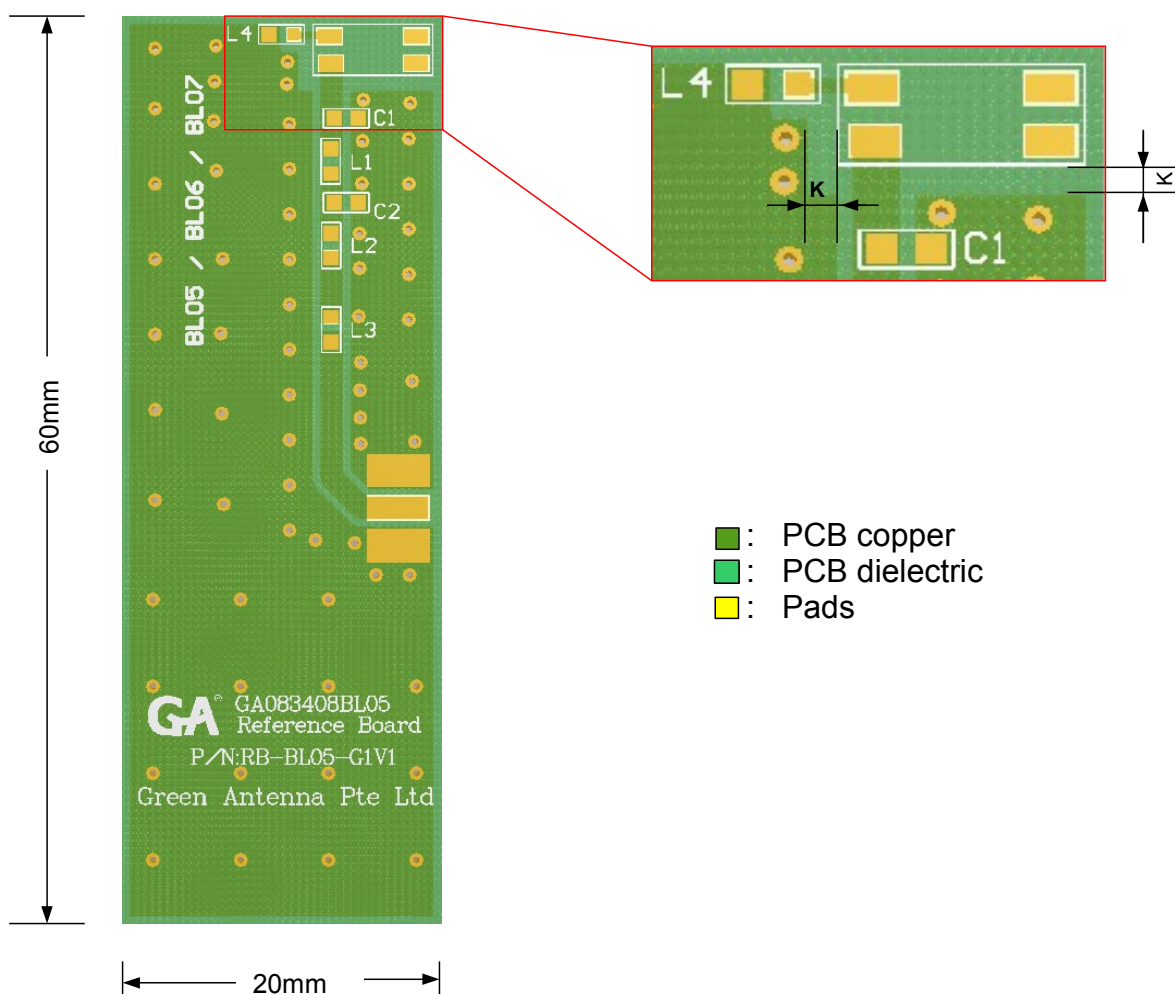 L4
C1
L1
C2
L2
L3
BL05 / BL06 / BL07
60mm
20mm
GA®
GA083408BL05
Reference Board
P/N:RB-BL05-G1V1
Green Antenna Pte Ltd
L4
K
K
C1
: PCB copper
: PCB dielectric
: Pads